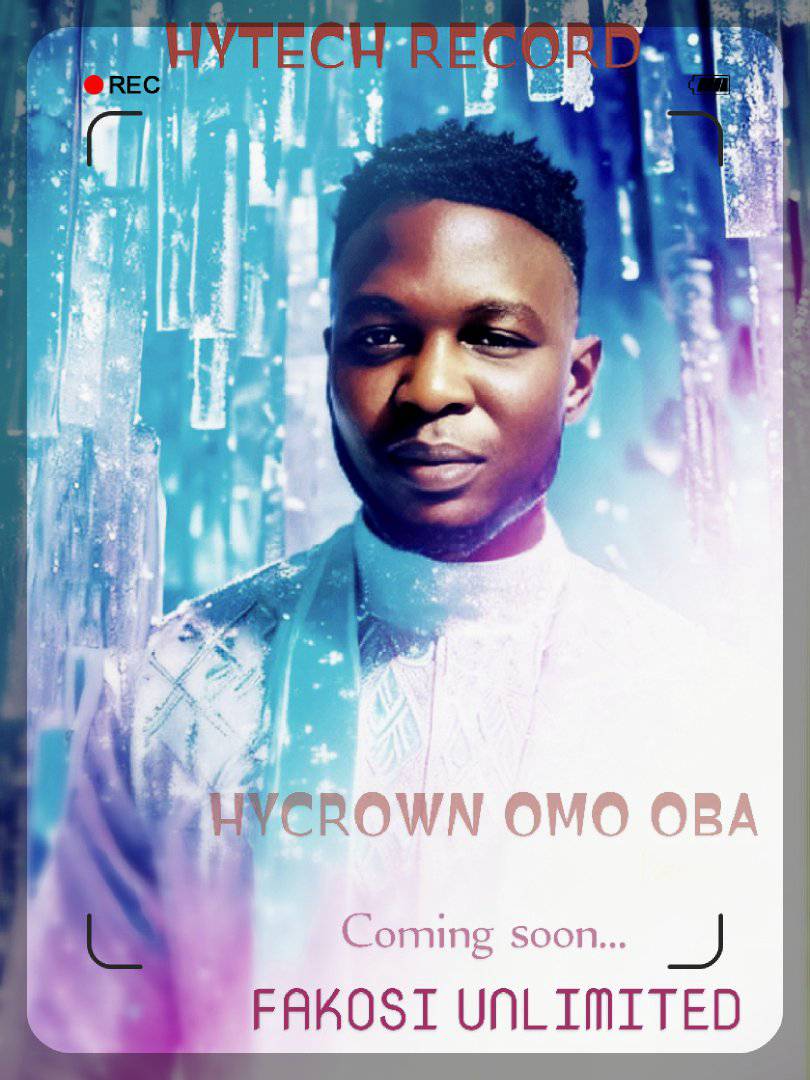 HYTECH RECORD
REC
HYCROWN OMO OBA
Coming soon...
FAKOSI UNLIMITED